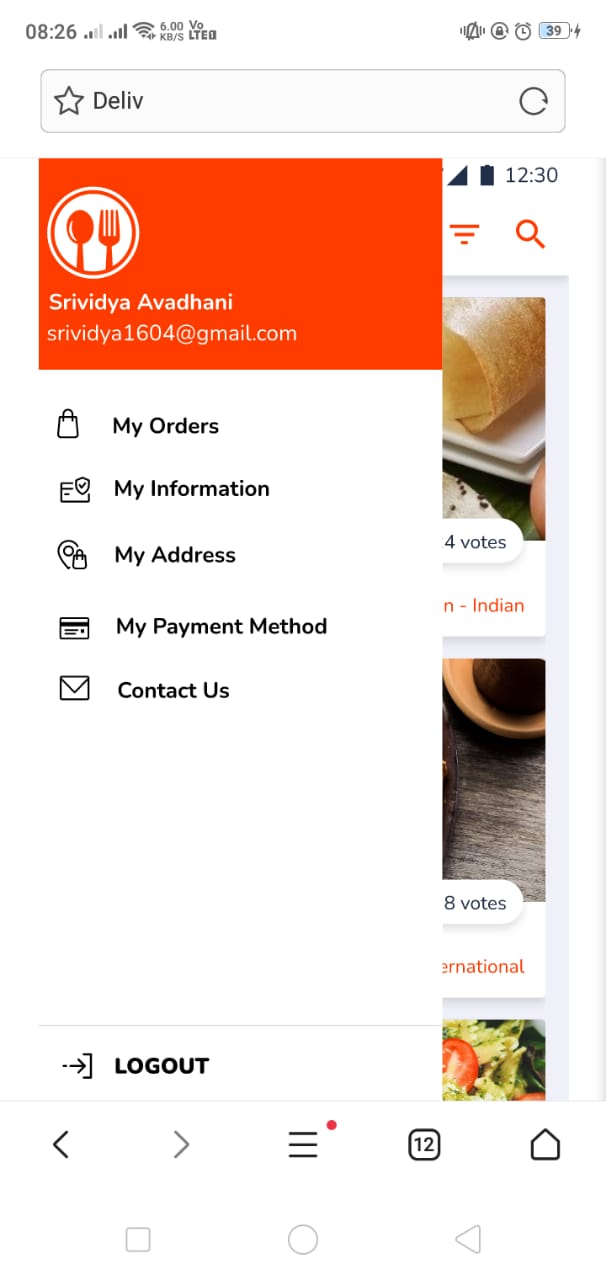 08:26 6.00 KB/S Vo LTE 39
Deliv
12:30
Srividya Avadhani
srividya1604@gmail.com
My Orders
My Information
My Address
4 votes
n - Indian
My Payment Method
Contact Us
8 votes
ernational
LOGOUT
12